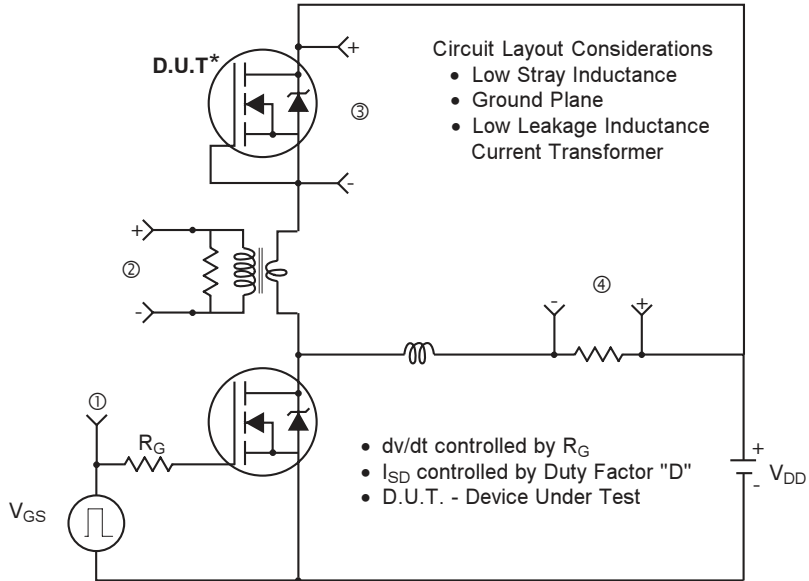 D.U.T*
+
③
-
Circuit Layout Considerations
• Low Stray Inductance
• Ground Plane
• Low Leakage Inductance
Current Transformer
+
②
-
④
-
+
①
R_G
V_GS
• dv/dt controlled by R_G
• I_SD controlled by Duty Factor "D"
• D.U.T. - Device Under Test
+
V_DD
-